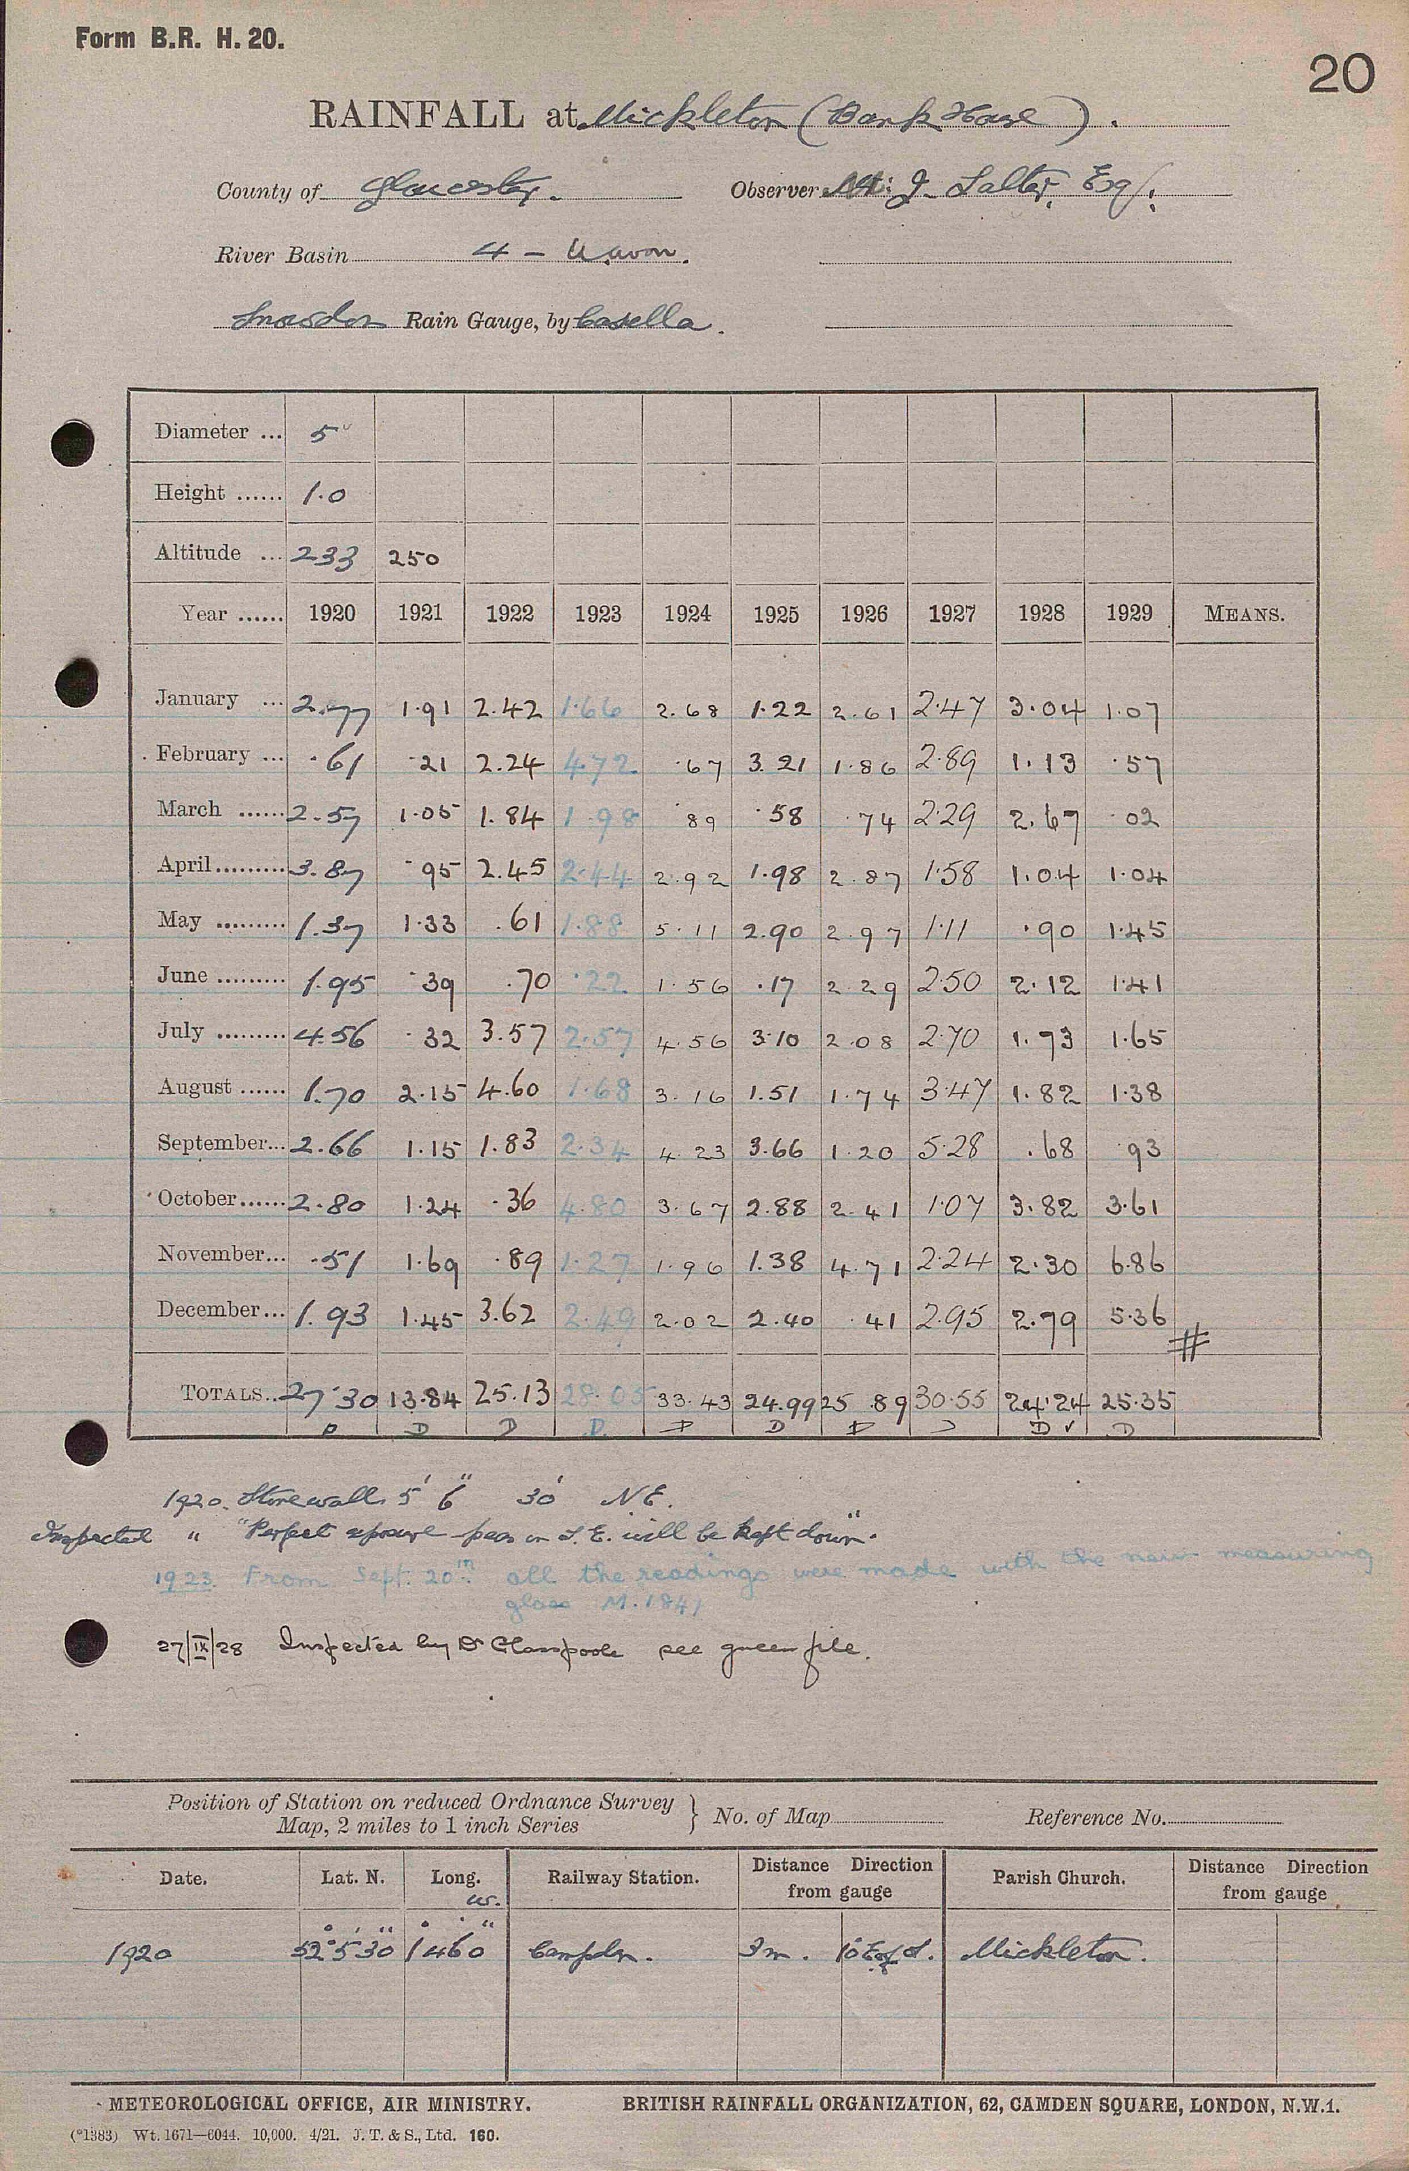 Form B.R. H. 20.
20
RAINFALL at Mickleton (Bank House).
County of Gloucester. Observer J. Salter, Esq.
River Basin 4 - Avon.
Snowdon Rain Gauge, by Casella.
Diameter ... 5"
Height ...... 1.0
Altitude ... 233 250
Year ...... 1920 1921 1922 1923 1924 1925 1926 1927 1928 1929 MEANS.
January ... 2.77 1.91 2.42 1.66 2.68 1.22 2.61 2.47 3.04 1.07
February ... .61 .21 2.24 4.72 .67 3.21 1.86 2.89 1.13 .57
March ...... 2.57 1.05 1.84 1.98 .89 .58 .74 2.29 2.67 .02
April ......... 3.87 .95 2.45 2.44 2.92 1.98 2.87 1.58 1.04 1.04
May ......... 1.37 1.33 .61 1.88 5.11 2.90 2.97 1.11 .90 1.45
June ......... 1.95 .39 .70 .22 1.56 .17 2.29 2.50 2.12 1.41
July ......... 4.56 .32 3.57 2.57 4.56 3.10 2.08 2.70 1.73 1.65
August ...... 1.70 2.15 4.60 1.68 3.16 1.51 1.74 3.47 1.82 1.38
September... 2.66 1.15 1.83 2.34 4.23 3.66 1.20 5.28 .68 .93
October...... 2.80 1.24 .36 4.80 3.67 2.88 2.41 1.07 3.82 3.61
November... .51 1.69 .89 1.27 1.96 1.38 4.71 2.24 2.30 6.86
December... 1.93 1.45 3.62 2.49 2.02 2.40 .41 2.95 2.79 5.36 #
TOTALS.. 27.30 13.84 25.13 28.05 33.43 24.99 25.89 30.55 24.24 25.35
D D D D D D D D D ✓ D
1920. Stonewall 5' 6" 30' NE.
Inspected " "Perfect exposure peas on S.E. will be kept down".
1923. From Sept. 20th all the readings were made with the new measuring
glass M.1841
27/IX/28 Inspected by Dr Glasspoole see green file.
Position of Station on reduced Ordnance Survey
Map, 2 miles to 1 inch Series } No. of Map Reference No.
Date. Lat. N. Long. W. Railway Station. Distance Direction from gauge Parish Church. Distance Direction from gauge
1920 52° 5' 30" 1° 46' 0" Campden. 3 m. E of S. Mickleton.
METEOROLOGICAL OFFICE, AIR MINISTRY. BRITISH RAINFALL ORGANIZATION, 62, CAMDEN SQUARE, LONDON, N.W.1.
(*1383) Wt. 1671—6044. 10,000. 4/21. J. T. & S., Ltd. 160.